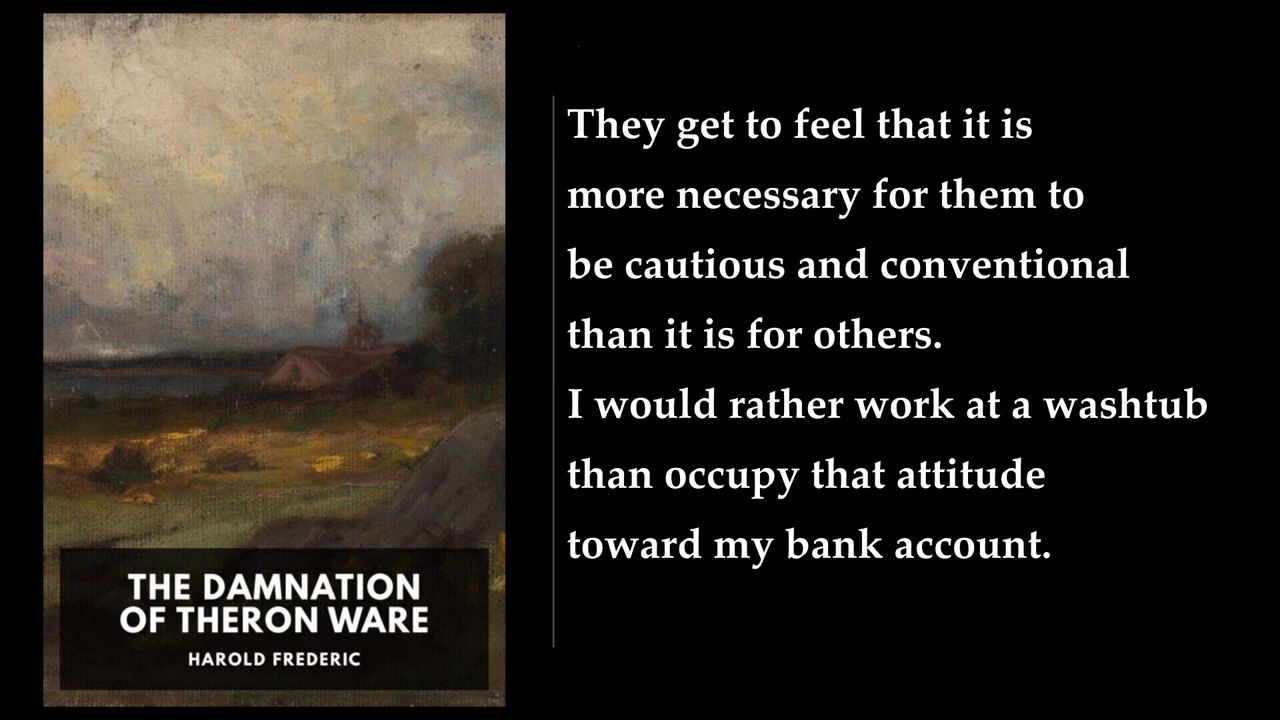 They get to feel that it is
more necessary for them to
be cautious and conventional
than it is for others.
I would rather work at a washtub
than occupy that attitude
toward my bank account.
THE DAMNATION
OF THERON WARE
HAROLD FREDERIC